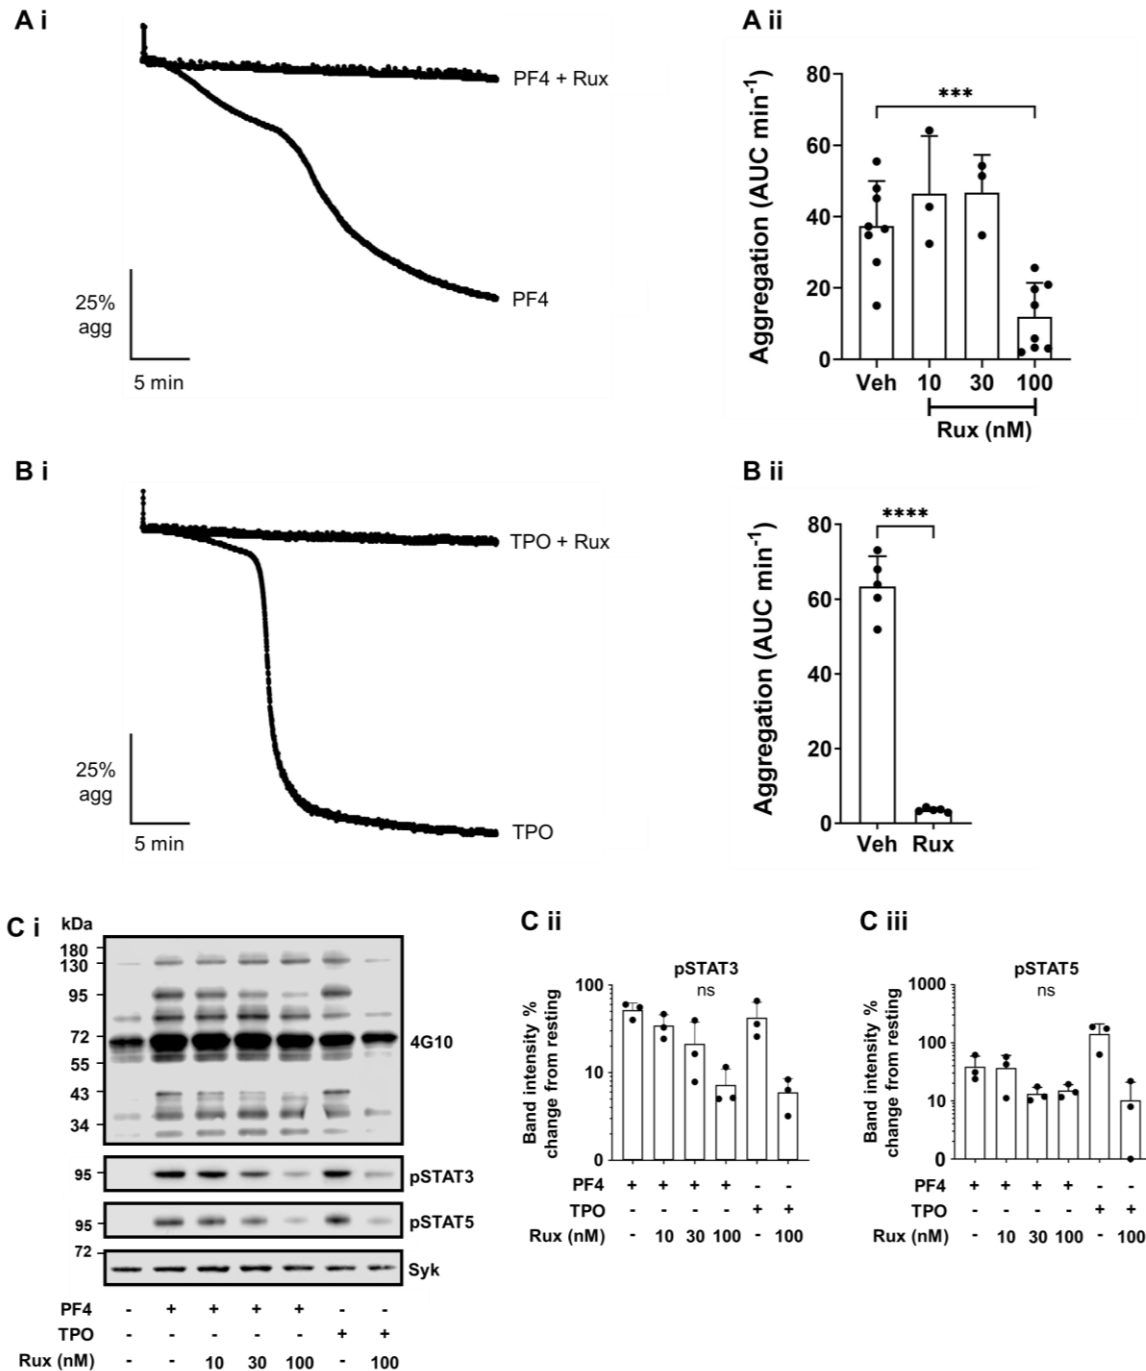 A i
PF4 + Rux
PF4
25%
agg
5 min
A ii
Aggregation (AUC min⁻¹)
80
60
40
20
0
***
Veh 10 30 100
Rux (nM)
B i
TPO + Rux
TPO
25%
agg
5 min
B ii
Aggregation (AUC min⁻¹)
80
60
40
20
0
****
Veh Rux
C i
kDa
180
130
95
72
55
43
34
4G10
95
pSTAT3
95
pSTAT5
72
Syk
PF4 - + + + + - -
TPO - - - - - + +
Rux (nM) - - 10 30 100 - 100
C ii
pSTAT3
ns
Band intensity %
change from resting
100
10
0
PF4 + + + + - -
TPO - - - - + +
Rux (nM) - 10 30 100 - 100
C iii
pSTAT5
ns
Band intensity %
change from resting
1000
100
10
0
PF4 + + + + - -
TPO - - - - + +
Rux (nM) - 10 30 100 - 100